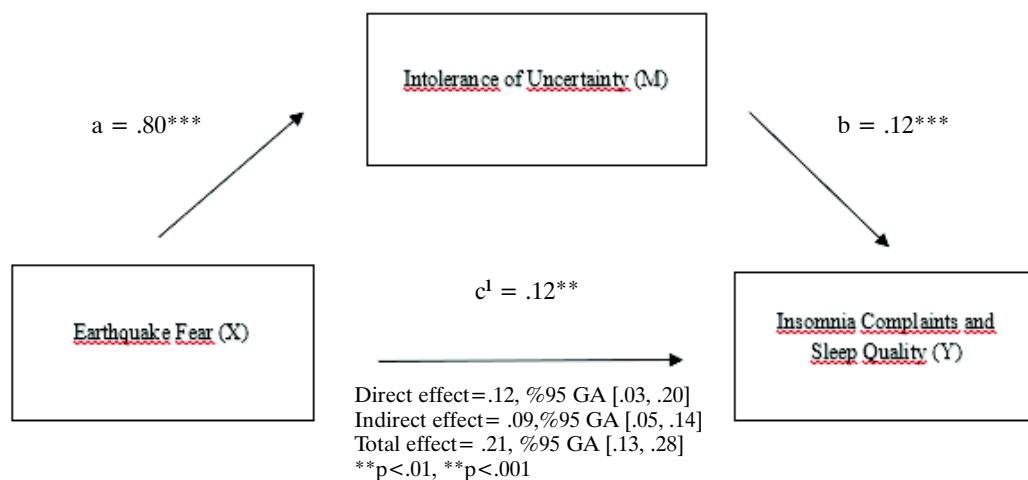 Intolerance of Uncertainty (M)
a = .80***
b = .12***
c¹ = .12**
Earthquake Fear (X)
Insomnia Complaints and
Sleep Quality (Y)
Direct effect=.12, %95 GA [.03, .20]
Indirect effect= .09,%95 GA [.05, .14]
Total effect= .21, %95 GA [.13, .28]
**p<.01, **p<.001